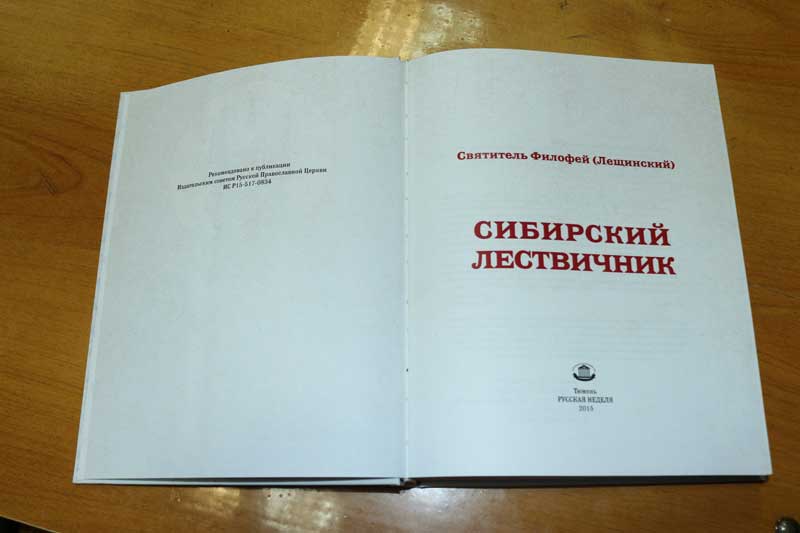 Рекомендовано к публикации
Издательским советом Русской Православной Церкви
ИС Р15-517-0834
Святитель Филофей (Лещинский)
СИБИРСКИЙ
ЛЕСТВИЧНИК
Тюмень
РУССКАЯ НЕДЕЛЯ
2015